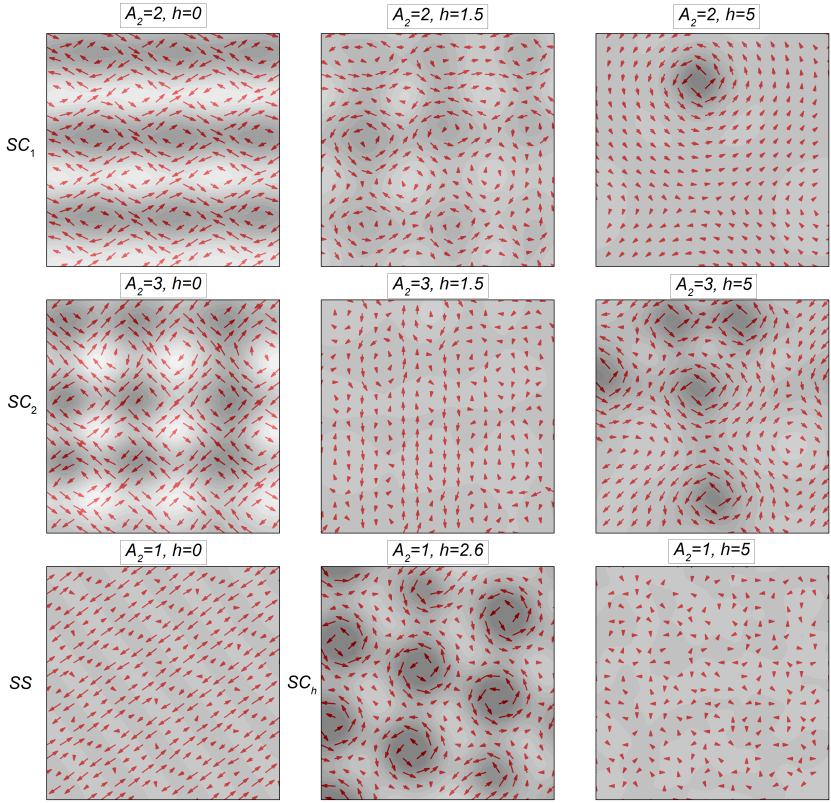 A₂=2, h=0
A₂=2, h=1.5
A₂=2, h=5
SC₁
A₂=3, h=0
A₂=3, h=1.5
A₂=3, h=5
SC₂
A₂=1, h=0
A₂=1, h=2.6
A₂=1, h=5
SS
SCₕ